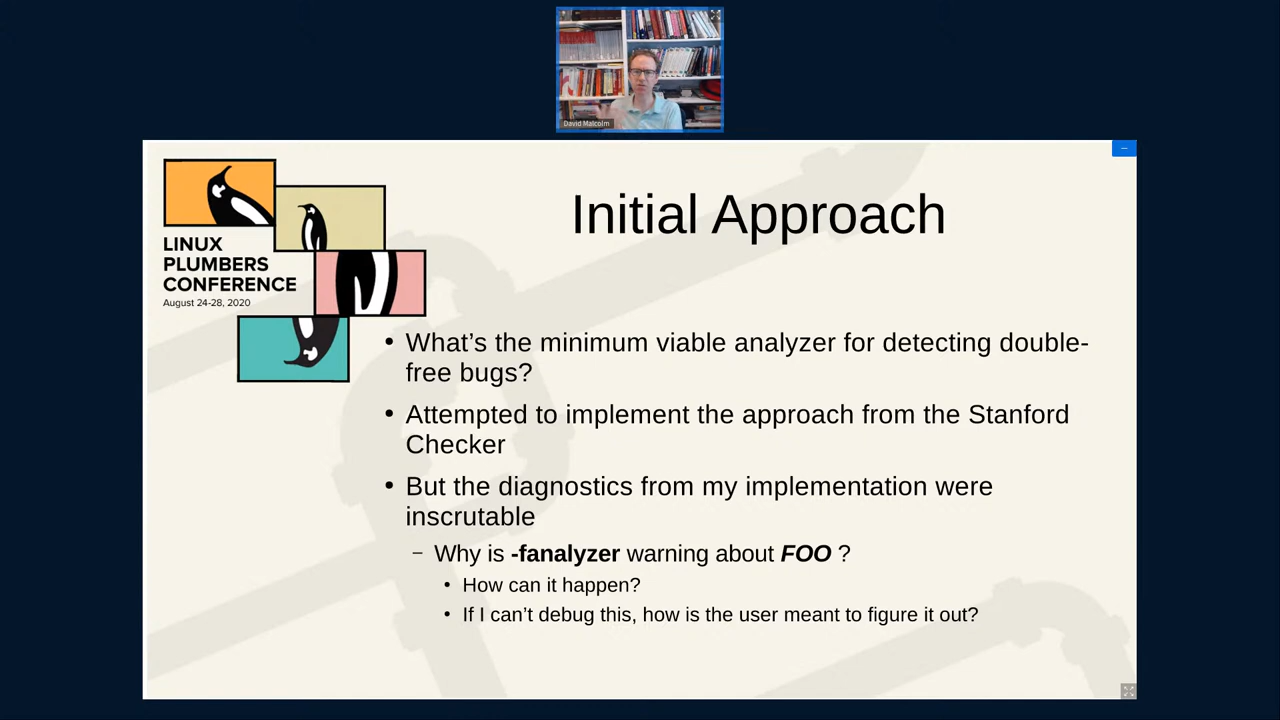 David Malcolm
LINUX
PLUMBERS
CONFERENCE
August 24-28, 2020
Initial Approach
• What’s the minimum viable analyzer for detecting double-
free bugs?
• Attempted to implement the approach from the Stanford
Checker
• But the diagnostics from my implementation were
inscrutable
– Why is -fanalyzer warning about FOO ?
• How can it happen?
• If I can’t debug this, how is the user meant to figure it out?